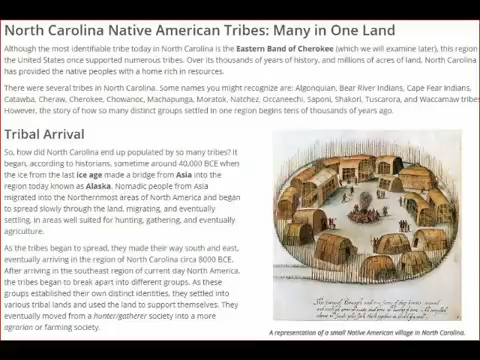 North Carolina Native American Tribes: Many in One Land
Although the most identifiable tribe today in North Carolina is the Eastern Band of Cherokee (which we will examine later), this region
the United States once supported numerous tribes. Over its thousands of years of history, and millions of acres of land, North Carolina
has provided the native peoples with a home rich in resources.
There were several tribes in North Carolina. Some names you might recognize are: Algonquian, Bear River Indians, Cape Fear Indians,
Catawba, Cheraw, Cherokee, Chowanoc, Machapunga, Moratok, Natchez, Occaneechi, Saponi, Shakori, Tuscarora, and Waccamaw tribes
However, the story of how so many distinct groups settled in one region begins tens of thousands of years ago.
Tribal Arrival
So, how did North Carolina end up populated by so many tribes? It
began, according to historians, sometime around 40,000 BCE when
the ice from the last ice age made a bridge from Asia into the
region today known as Alaska. Nomadic people from Asia
migrated into the Northernmost areas of North America and began
to spread slowly through the land, migrating, and eventually
settling, in areas well suited for hunting, gathering, and eventually
agriculture.
As the tribes began to spread, they made their way south and east,
eventually arriving in the region of North Carolina circa 8000 BCE.
After arriving in the southeast region of current day North America,
the tribes began to break apart into different groups. As these
groups established their own distinct identities, they settled into
various tribal lands and used the land to support themselves. They
eventually moved from a hunter/gatherer society into a more
agrarian or farming society.
A representation of a small Native American village in North Carolina.